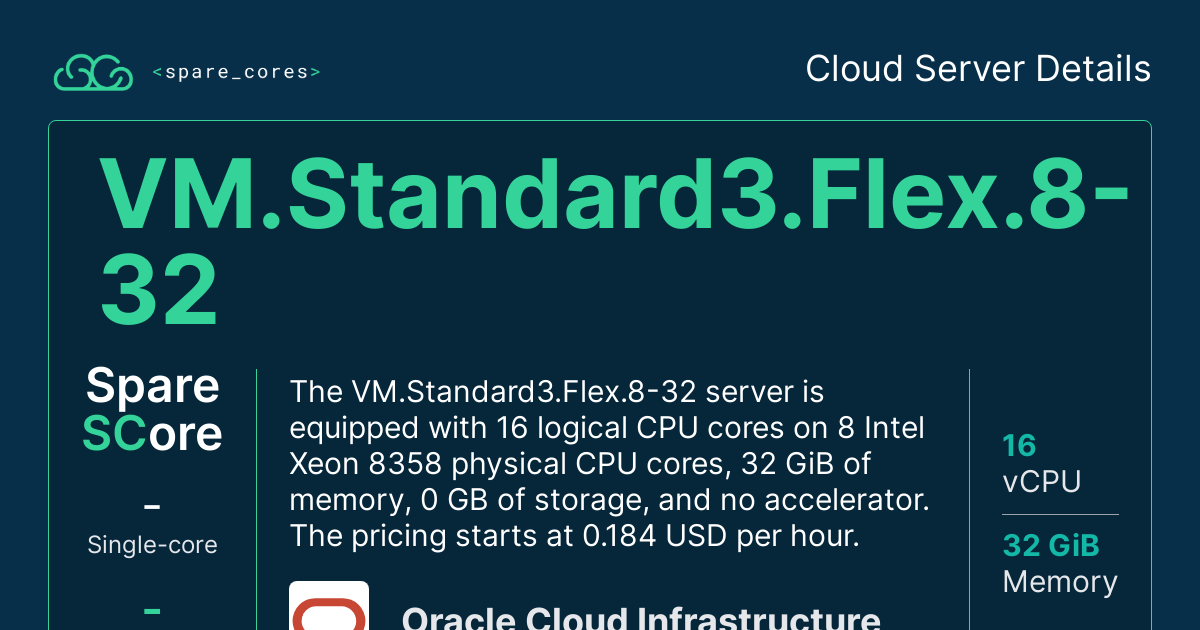 <spare_cores>
Cloud Server Details
VM.Standard3.Flex.8-
32
Spare
SCore
-
Single-core
-
The VM.Standard3.Flex.8-32 server is
equipped with 16 logical CPU cores on 8 Intel
Xeon 8358 physical CPU cores, 32 GiB of
memory, 0 GB of storage, and no accelerator.
The pricing starts at 0.184 USD per hour.
Oracle Cloud Infrastructure
16
vCPU
32 GiB
Memory